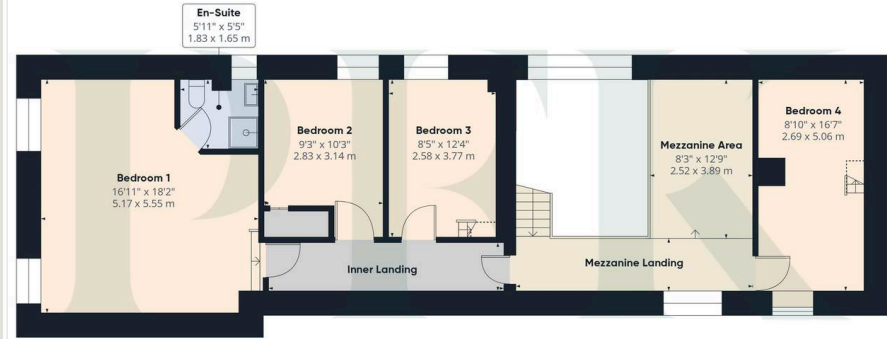 En-Suite
5'11" x 5'5"
1.83 x 1.65 m
Bedroom 1
16'11" x 18'2"
5.17 x 5.55 m
Bedroom 2
9'3" x 10'3"
2.83 x 3.14 m
Bedroom 3
8'5" x 12'4"
2.58 x 3.77 m
Mezzanine Area
8'3" x 12'9"
2.52 x 3.89 m
Bedroom 4
8'10" x 16'7"
2.69 x 5.06 m
Inner Landing
Mezzanine Landing